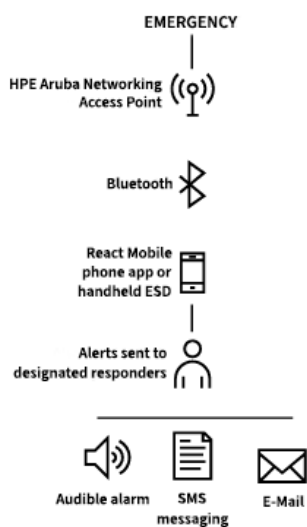 EMERGENCY
HPE Aruba Networking
Access Point
Bluetooth
React Mobile
phone app or
handheld ESD
Alerts sent to
designated responders
Audible alarm
SMS
messaging
E-Mail